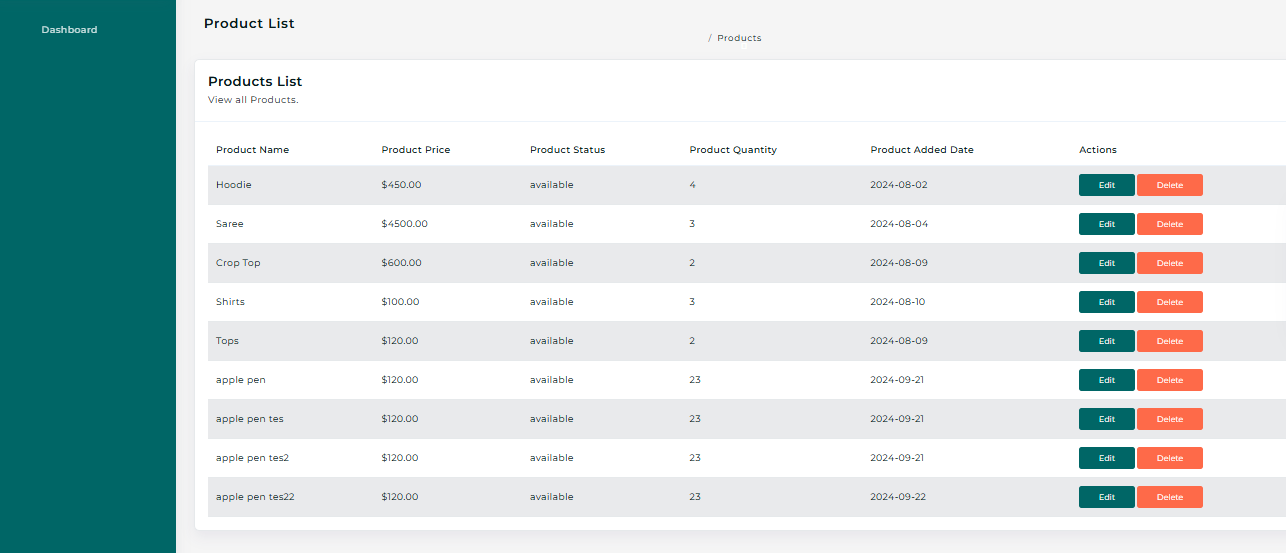 Dashboard
Product List
/ Products
Products List
View all Products.
Product Name Product Price Product Status Product Quantity Product Added Date Actions
Hoodie $450.00 available 4 2024-08-02 Edit Delete
Saree $4500.00 available 3 2024-08-04 Edit Delete
Crop Top $600.00 available 2 2024-08-09 Edit Delete
Shirts $100.00 available 3 2024-08-10 Edit Delete
Tops $120.00 available 2 2024-08-09 Edit Delete
apple pen $120.00 available 23 2024-09-21 Edit Delete
apple pen tes $120.00 available 23 2024-09-21 Edit Delete
apple pen tes2 $120.00 available 23 2024-09-21 Edit Delete
apple pen tes22 $120.00 available 23 2024-09-22 Edit Delete